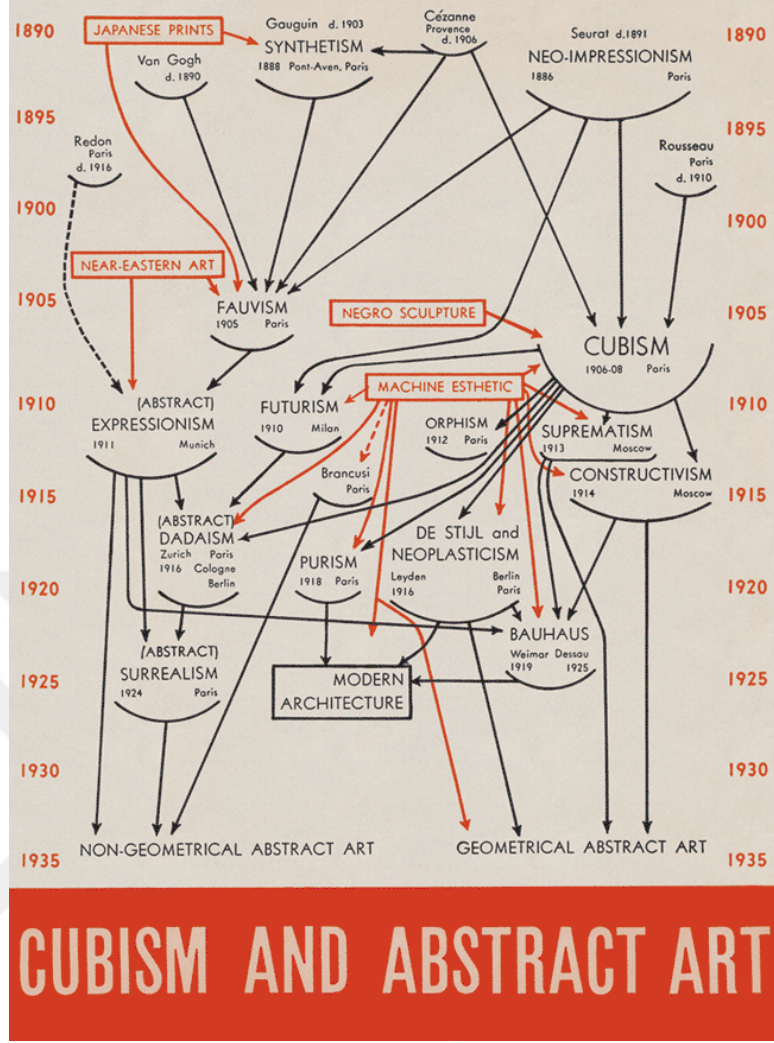 1890
JAPANESE PRINTS
Gauguin d. 1903
SYNTHETISM
1888 Pont-Aven, Paris
Cézanne
Provence
d. 1906
Seurat d.1891
NEO-IMPRESSIONISM
1886 Paris
1890
Van Gogh
d. 1890
1895
1895
Redon
Paris
d. 1916
Rousseau
Paris
d. 1910
1900
1900
NEAR-EASTERN ART
1905
FAUVISM
1905 Paris
NEGRO SCULPTURE
1905
CUBISM
1906-08 Paris
MACHINE ESTHETIC
1910
(ABSTRACT)
EXPRESSIONISM
1911 Munich
FUTURISM
1910 Milan
ORPHISM
1912 Paris
SUPREMATISM
1913 Moscow
1910
Brancusi
Paris
CONSTRUCTIVISM
1914 Moscow
1915
1915
(ABSTRACT)
DADAISM
Zurich Paris
1916 Cologne
Berlin
PURISM
1918 Paris
DE STIJL and
NEOPLASTICISM
Leyden Berlin
1916 Paris
1920
1920
BAUHAUS
Weimar Dessau
1919 1925
(ABSTRACT)
SURREALISM
1924 Paris
MODERN
ARCHITECTURE
1925
1925
1930
1930
1935
NON-GEOMETRICAL ABSTRACT ART
GEOMETRICAL ABSTRACT ART
1935
CUBISM AND ABSTRACT ART